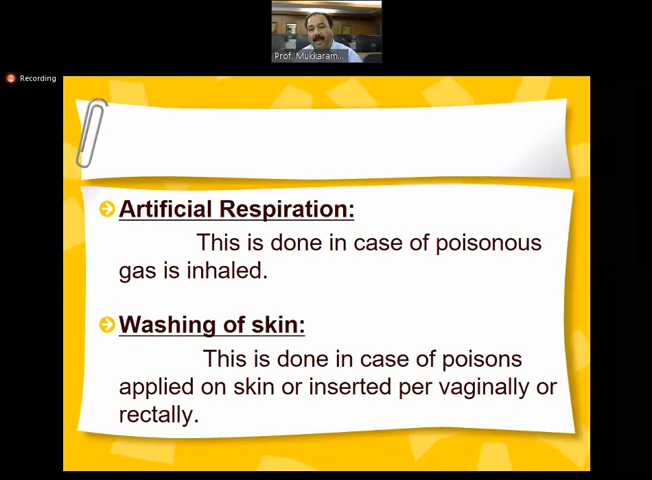 Prof. Mukkaram...
Recording
Artificial Respiration:
This is done in case of poisonous
gas is inhaled.
Washing of skin:
This is done in case of poisons
applied on skin or inserted per vaginally or
rectally.